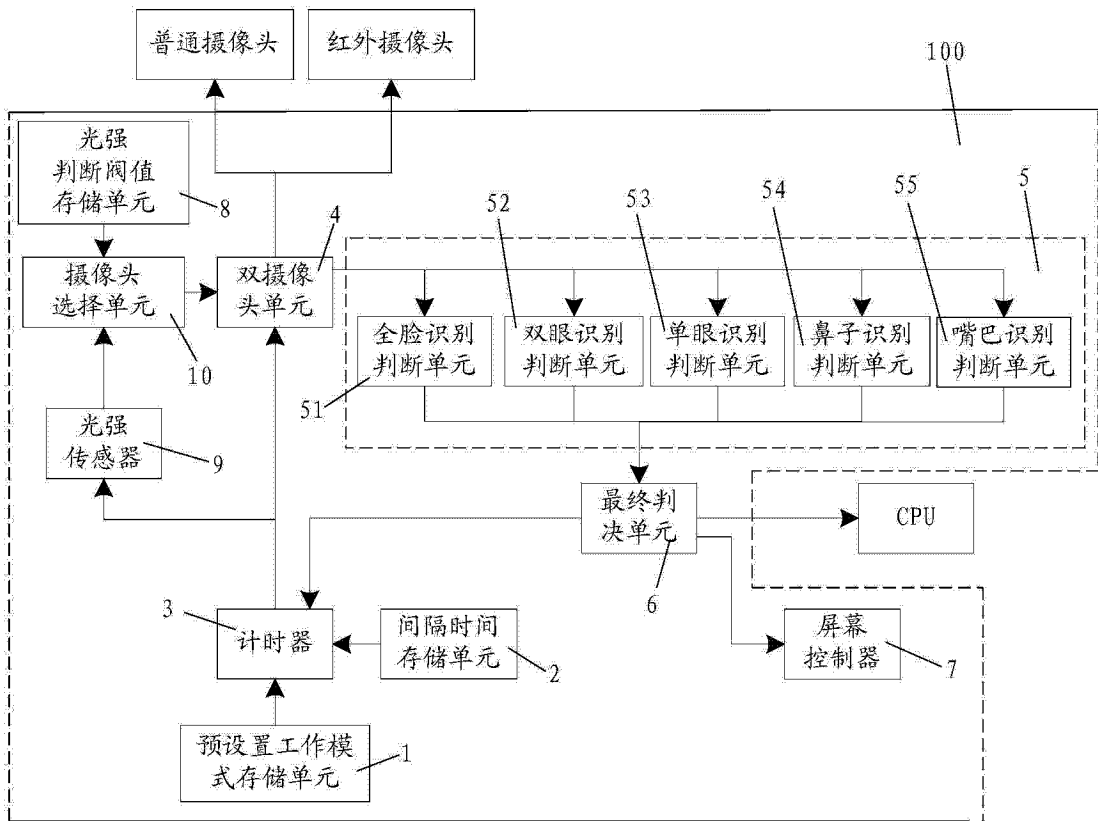 普通摄像头
红外摄像头
100
光强
判断阀值
存储单元
8
4
52
53
54
55
5
摄像头
选择单元
10
双摄像
头单元
全脸识别
判断单元
51
双眼识别
判断单元
单眼识别
判断单元
鼻子识别
判断单元
嘴巴识别
判断单元
光强
传感器
9
最终判
决单元
6
CPU
3
计时器
间隔时间
存储单元
2
屏幕
控制器
7
预设置工作模
式存储单元
1